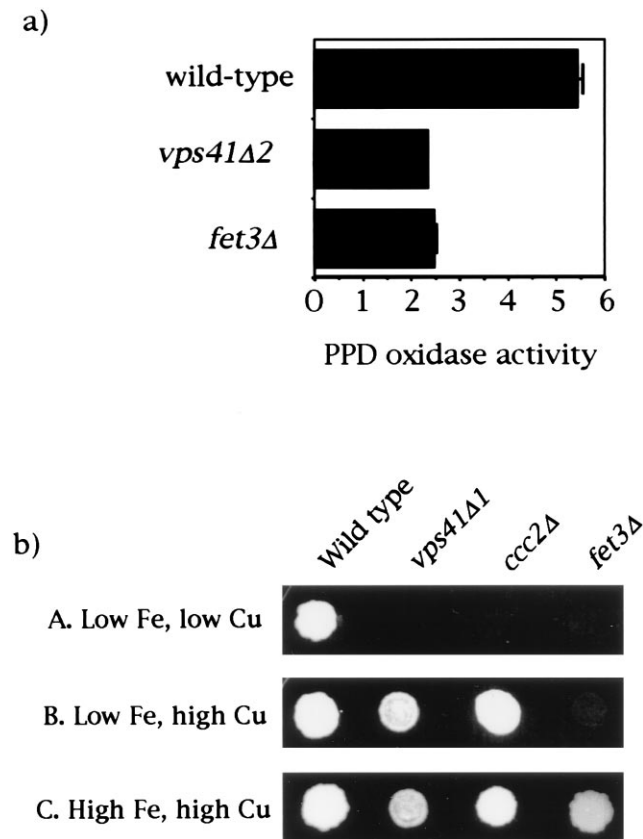 a)
wild-type
vps41Δ2
fet3Δ
0 1 2 3 4 5 6
PPD oxidase activity
b)
Wild type vps41Δ1 ccc2Δ fet3Δ
A. Low Fe, low Cu
B. Low Fe, high Cu
C. High Fe, high Cu